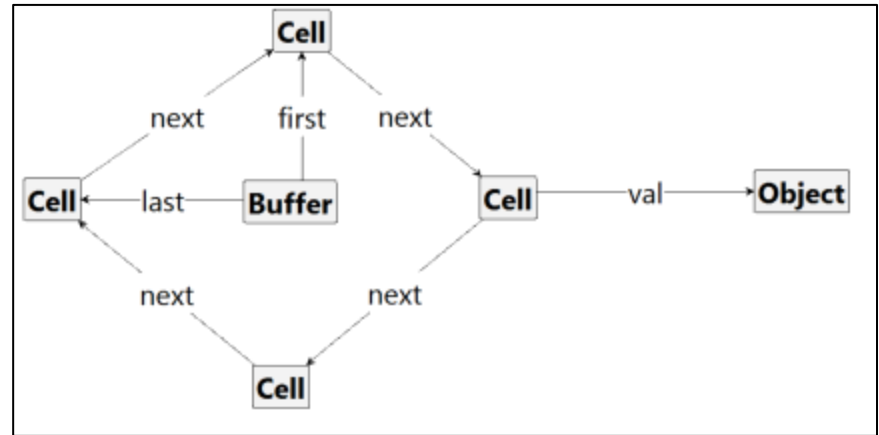 Cell
next first next
Cell last Buffer Cell val Object
next next
Cell